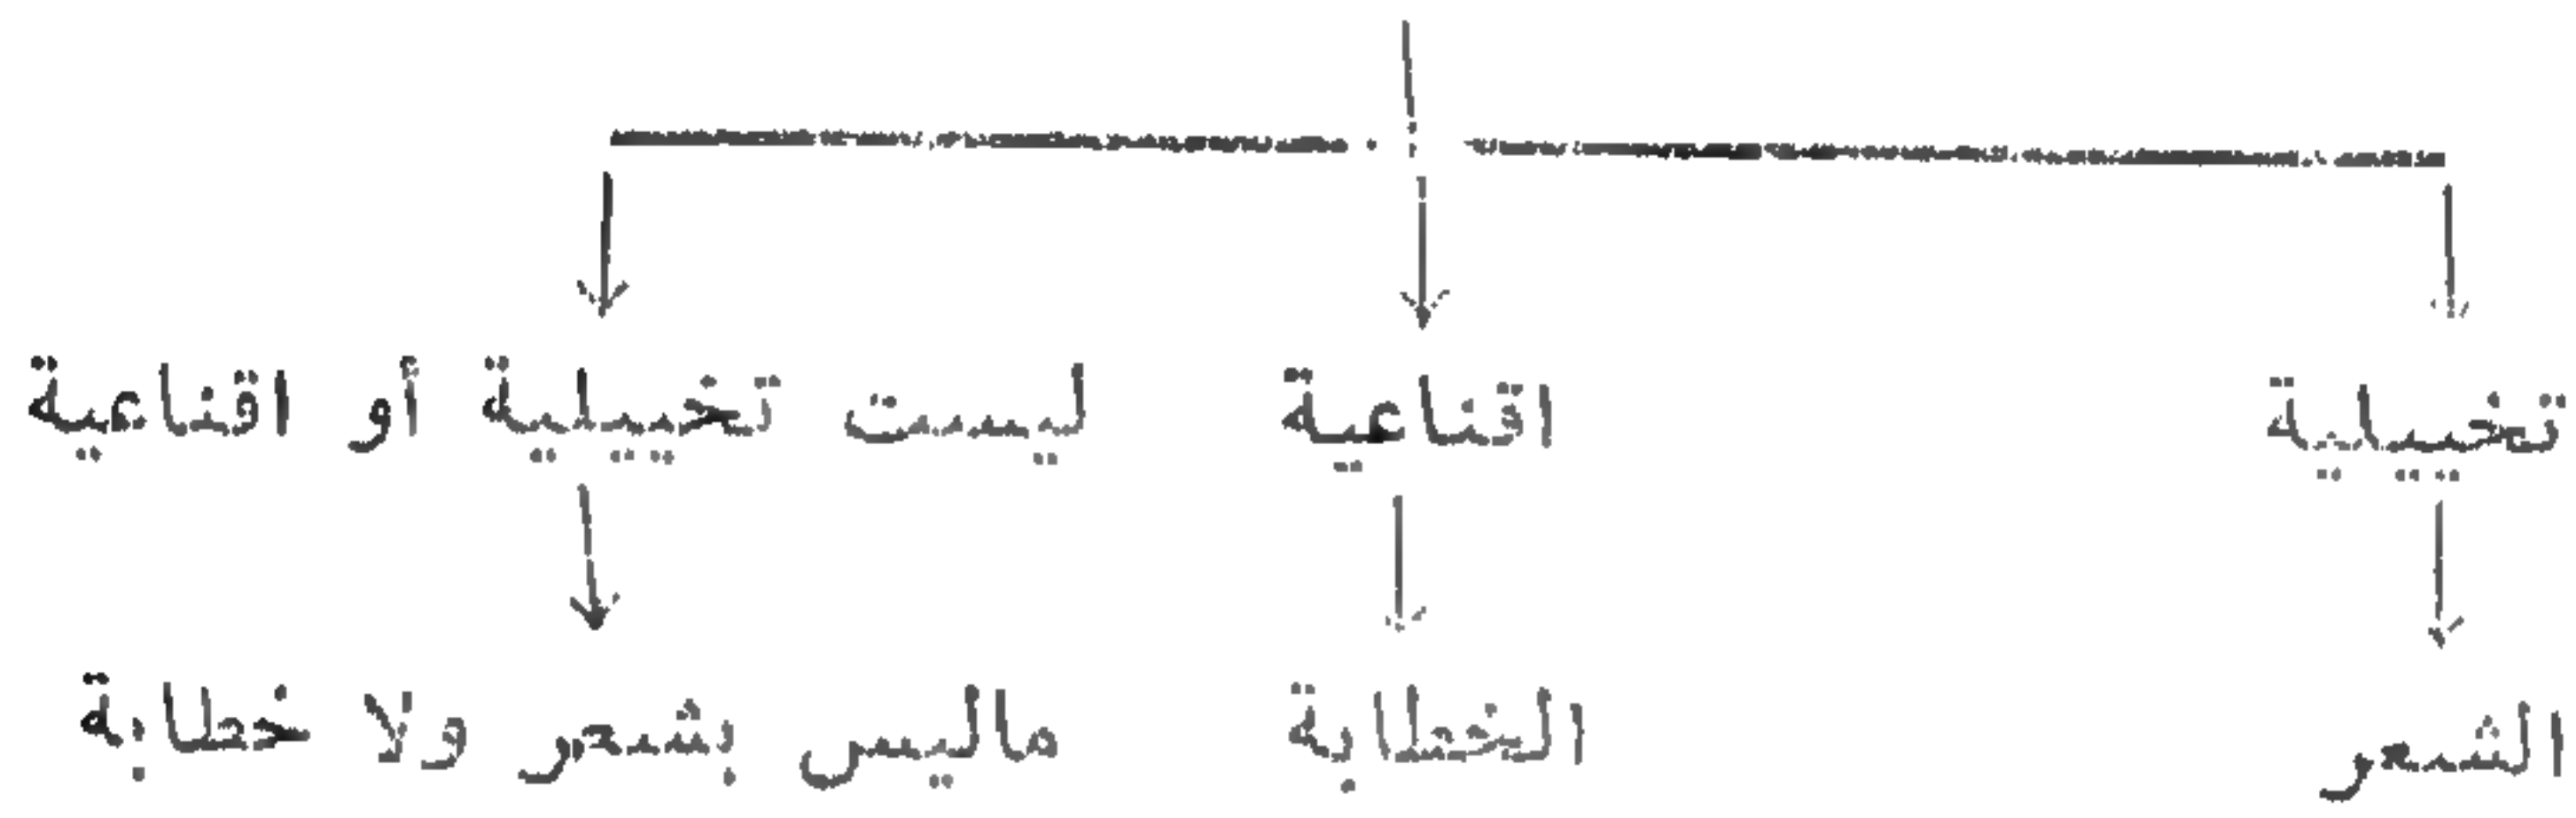 تخييلية اقناعية ليست تخييلية أو اقناعية
الشعر الخطابة ماليس بشعر ولا خطابة